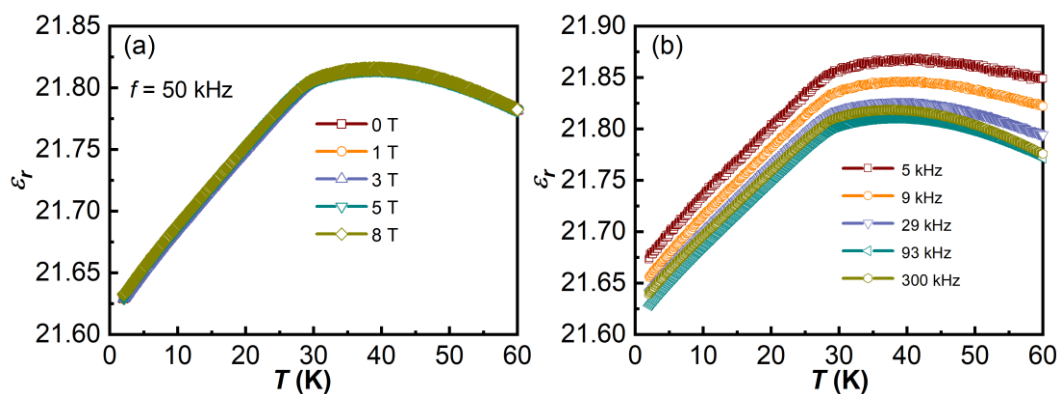 (a)
f = 50 kHz
21.85
21.80
21.75
21.70
21.65
21.60
εr
0 T
1 T
3 T
5 T
8 T
0 10 20 30 40 50 60
T (K)
(b)
21.90
21.85
21.80
21.75
21.70
21.65
21.60
εr
5 kHz
9 kHz
29 kHz
93 kHz
300 kHz
0 10 20 30 40 50 60
T (K)